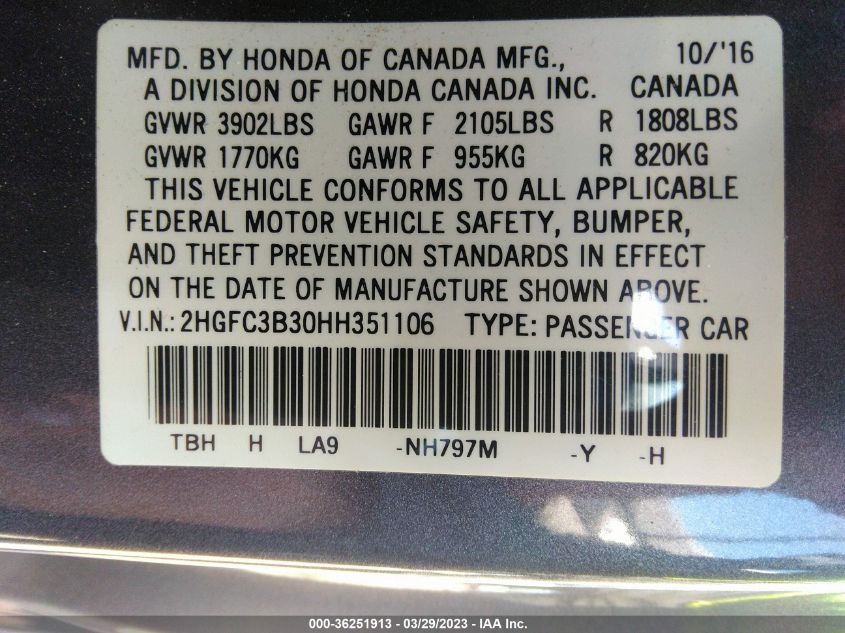 MFD. BY HONDA OF CANADA MFG., 10/'16
A DIVISION OF HONDA CANADA INC. CANADA
GVWR 3902LBS GAWR F 2105LBS R 1808LBS
GVWR 1770KG GAWR F 955KG R 820KG
THIS VEHICLE CONFORMS TO ALL APPLICABLE
FEDERAL MOTOR VEHICLE SAFETY, BUMPER,
AND THEFT PREVENTION STANDARDS IN EFFECT
ON THE DATE OF MANUFACTURE SHOWN ABOVE.
V.I.N.: 2HGFC3B30HH351106 TYPE: PASSENGER CAR
TBH H LA9 -NH797M -Y -H
000-36251913 — 03/29/2023 — IAA Inc.